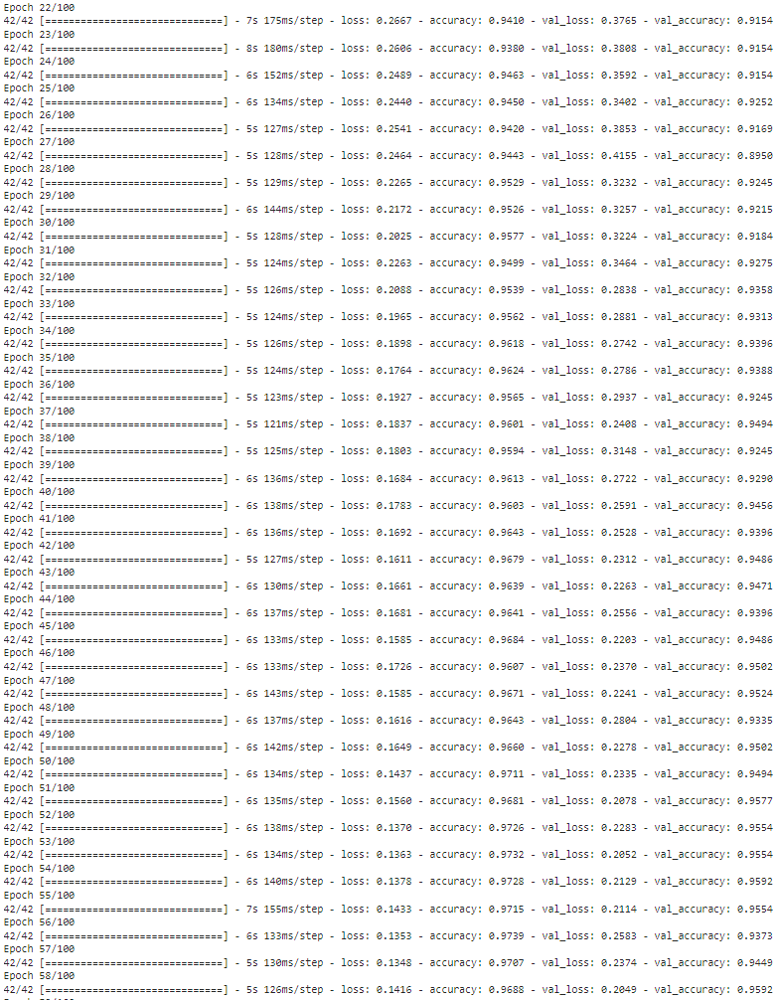 Epoch 22/100
42/42 [==============================] - 7s 175ms/step - loss: 0.2667 - accuracy: 0.9410 - val_loss: 0.3765 - val_accuracy: 0.9154
Epoch 23/100
42/42 [==============================] - 8s 180ms/step - loss: 0.2606 - accuracy: 0.9380 - val_loss: 0.3808 - val_accuracy: 0.9154
Epoch 24/100
42/42 [==============================] - 6s 152ms/step - loss: 0.2489 - accuracy: 0.9463 - val_loss: 0.3592 - val_accuracy: 0.9154
Epoch 25/100
42/42 [==============================] - 6s 134ms/step - loss: 0.2440 - accuracy: 0.9450 - val_loss: 0.3402 - val_accuracy: 0.9252
Epoch 26/100
42/42 [==============================] - 5s 127ms/step - loss: 0.2541 - accuracy: 0.9420 - val_loss: 0.3853 - val_accuracy: 0.9169
Epoch 27/100
42/42 [==============================] - 5s 128ms/step - loss: 0.2464 - accuracy: 0.9443 - val_loss: 0.4155 - val_accuracy: 0.8950
Epoch 28/100
42/42 [==============================] - 5s 129ms/step - loss: 0.2265 - accuracy: 0.9529 - val_loss: 0.3232 - val_accuracy: 0.9245
Epoch 29/100
42/42 [==============================] - 6s 144ms/step - loss: 0.2172 - accuracy: 0.9526 - val_loss: 0.3257 - val_accuracy: 0.9215
Epoch 30/100
42/42 [==============================] - 5s 128ms/step - loss: 0.2025 - accuracy: 0.9577 - val_loss: 0.3224 - val_accuracy: 0.9184
Epoch 31/100
42/42 [==============================] - 5s 124ms/step - loss: 0.2263 - accuracy: 0.9499 - val_loss: 0.3464 - val_accuracy: 0.9275
Epoch 32/100
42/42 [==============================] - 5s 126ms/step - loss: 0.2088 - accuracy: 0.9539 - val_loss: 0.2838 - val_accuracy: 0.9358
Epoch 33/100
42/42 [==============================] - 5s 124ms/step - loss: 0.1965 - accuracy: 0.9562 - val_loss: 0.2881 - val_accuracy: 0.9313
Epoch 34/100
42/42 [==============================] - 5s 126ms/step - loss: 0.1898 - accuracy: 0.9618 - val_loss: 0.2742 - val_accuracy: 0.9396
Epoch 35/100
42/42 [==============================] - 5s 124ms/step - loss: 0.1764 - accuracy: 0.9624 - val_loss: 0.2786 - val_accuracy: 0.9388
Epoch 36/100
42/42 [==============================] - 5s 123ms/step - loss: 0.1927 - accuracy: 0.9565 - val_loss: 0.2937 - val_accuracy: 0.9245
Epoch 37/100
42/42 [==============================] - 5s 121ms/step - loss: 0.1837 - accuracy: 0.9601 - val_loss: 0.2408 - val_accuracy: 0.9494
Epoch 38/100
42/42 [==============================] - 5s 125ms/step - loss: 0.1803 - accuracy: 0.9594 - val_loss: 0.3148 - val_accuracy: 0.9245
Epoch 39/100
42/42 [==============================] - 6s 136ms/step - loss: 0.1684 - accuracy: 0.9613 - val_loss: 0.2722 - val_accuracy: 0.9290
Epoch 40/100
42/42 [==============================] - 6s 138ms/step - loss: 0.1783 - accuracy: 0.9603 - val_loss: 0.2591 - val_accuracy: 0.9456
Epoch 41/100
42/42 [==============================] - 6s 136ms/step - loss: 0.1692 - accuracy: 0.9643 - val_loss: 0.2528 - val_accuracy: 0.9396
Epoch 42/100
42/42 [==============================] - 5s 127ms/step - loss: 0.1611 - accuracy: 0.9679 - val_loss: 0.2312 - val_accuracy: 0.9486
Epoch 43/100
42/42 [==============================] - 6s 130ms/step - loss: 0.1661 - accuracy: 0.9639 - val_loss: 0.2263 - val_accuracy: 0.9471
Epoch 44/100
42/42 [==============================] - 6s 137ms/step - loss: 0.1681 - accuracy: 0.9641 - val_loss: 0.2556 - val_accuracy: 0.9396
Epoch 45/100
42/42 [==============================] - 6s 133ms/step - loss: 0.1585 - accuracy: 0.9684 - val_loss: 0.2203 - val_accuracy: 0.9486
Epoch 46/100
42/42 [==============================] - 6s 133ms/step - loss: 0.1726 - accuracy: 0.9607 - val_loss: 0.2370 - val_accuracy: 0.9502
Epoch 47/100
42/42 [==============================] - 6s 143ms/step - loss: 0.1585 - accuracy: 0.9671 - val_loss: 0.2241 - val_accuracy: 0.9524
Epoch 48/100
42/42 [==============================] - 6s 137ms/step - loss: 0.1616 - accuracy: 0.9643 - val_loss: 0.2804 - val_accuracy: 0.9335
Epoch 49/100
42/42 [==============================] - 6s 142ms/step - loss: 0.1649 - accuracy: 0.9660 - val_loss: 0.2278 - val_accuracy: 0.9502
Epoch 50/100
42/42 [==============================] - 6s 134ms/step - loss: 0.1437 - accuracy: 0.9711 - val_loss: 0.2335 - val_accuracy: 0.9494
Epoch 51/100
42/42 [==============================] - 6s 135ms/step - loss: 0.1560 - accuracy: 0.9681 - val_loss: 0.2078 - val_accuracy: 0.9577
Epoch 52/100
42/42 [==============================] - 6s 138ms/step - loss: 0.1370 - accuracy: 0.9726 - val_loss: 0.2283 - val_accuracy: 0.9554
Epoch 53/100
42/42 [==============================] - 6s 134ms/step - loss: 0.1363 - accuracy: 0.9732 - val_loss: 0.2052 - val_accuracy: 0.9554
Epoch 54/100
42/42 [==============================] - 6s 140ms/step - loss: 0.1378 - accuracy: 0.9728 - val_loss: 0.2129 - val_accuracy: 0.9592
Epoch 55/100
42/42 [==============================] - 7s 155ms/step - loss: 0.1433 - accuracy: 0.9715 - val_loss: 0.2114 - val_accuracy: 0.9554
Epoch 56/100
42/42 [==============================] - 6s 133ms/step - loss: 0.1353 - accuracy: 0.9739 - val_loss: 0.2583 - val_accuracy: 0.9373
Epoch 57/100
42/42 [==============================] - 5s 130ms/step - loss: 0.1348 - accuracy: 0.9707 - val_loss: 0.2374 - val_accuracy: 0.9449
Epoch 58/100
42/42 [==============================] - 5s 126ms/step - loss: 0.1416 - accuracy: 0.9688 - val_loss: 0.2049 - val_accuracy: 0.9592